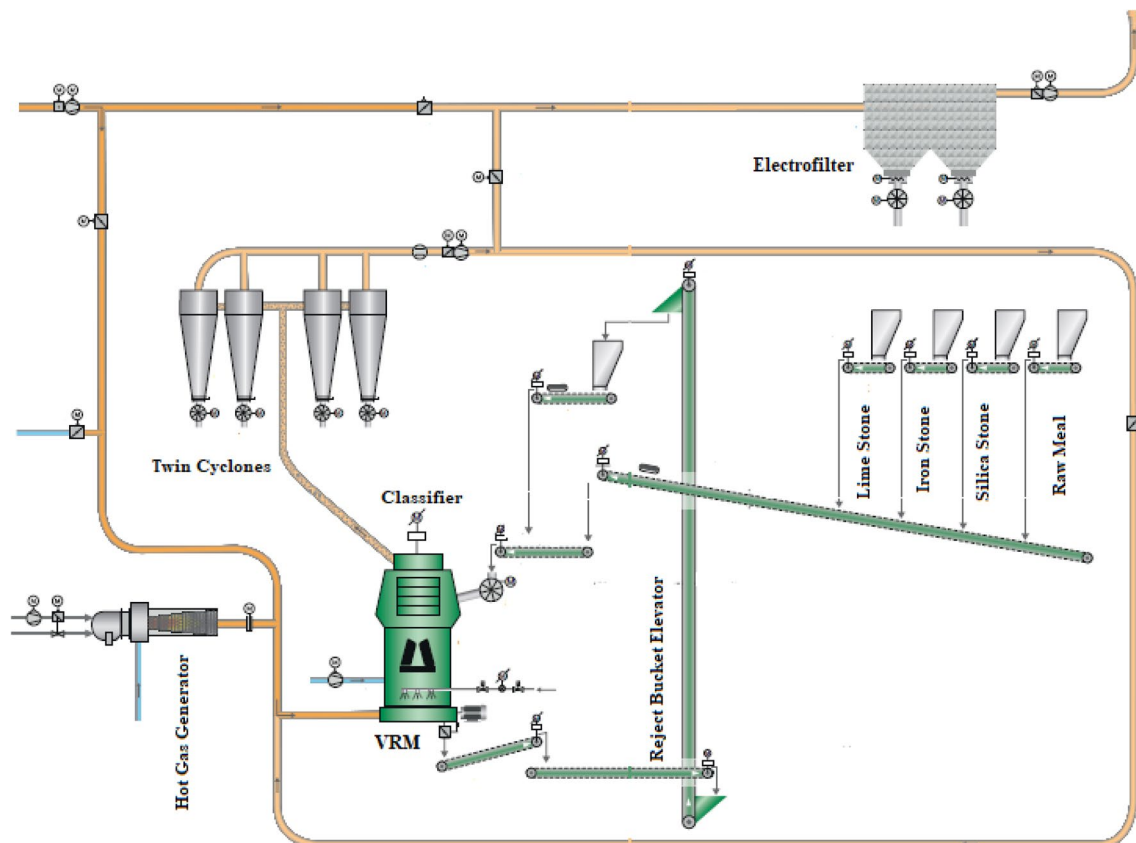 Electrofilter
Lime Stone
Iron Stone
Silica Stone
Raw Meal
Twin Cyclones
Classifier
Reject Bucket Elevator
Hot Gas Generator
VRM